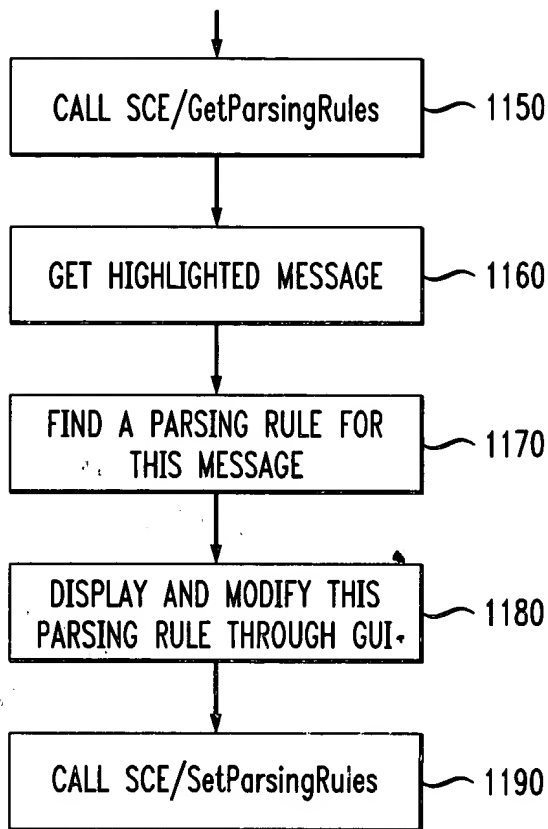 CALL SCE/GetParsingRules 1150
GET HIGHLIGHTED MESSAGE 1160
FIND A PARSING RULE FOR
THIS MESSAGE 1170
DISPLAY AND MODIFY THIS
PARSING RULE THROUGH GUI 1180
CALL SCE/SetParsingRules 1190